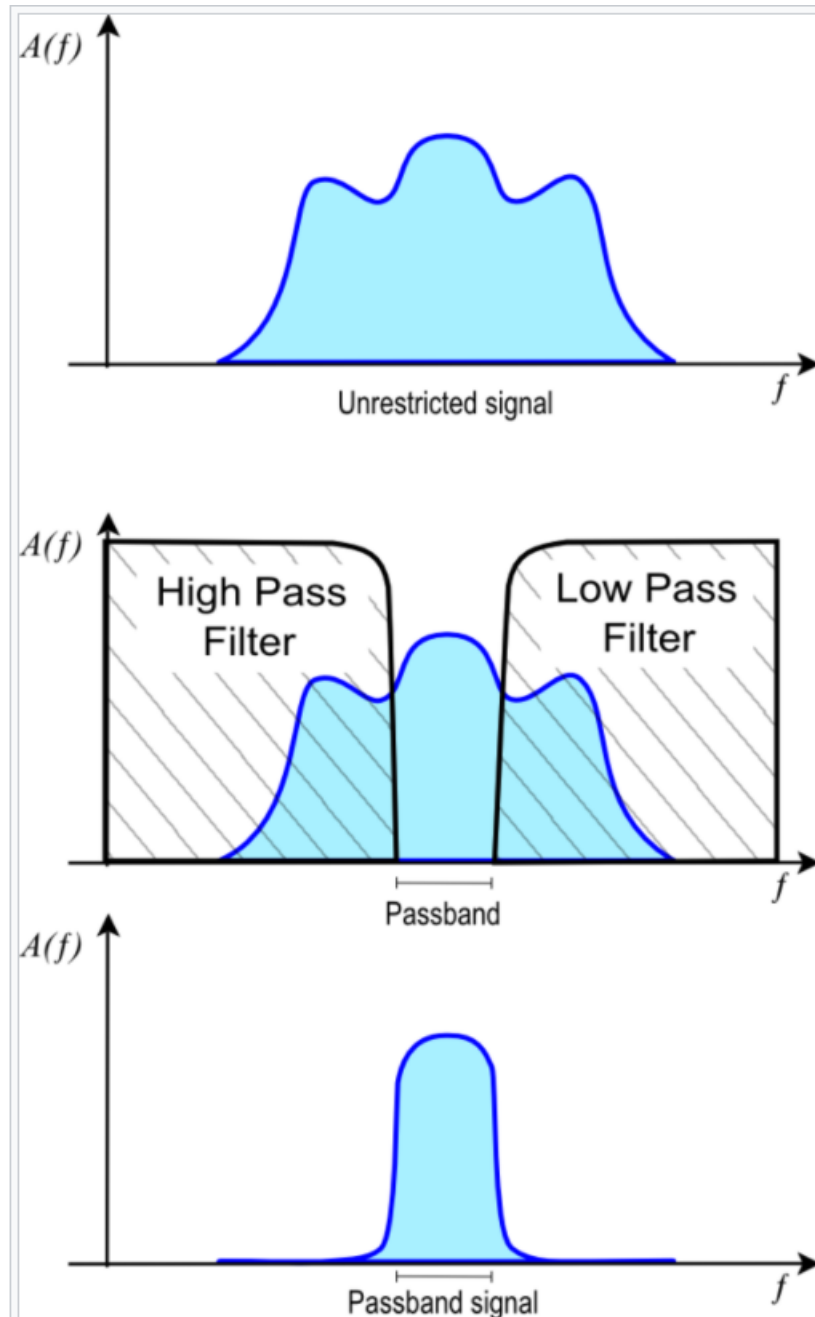 A(f)
f
Unrestricted signal
A(f)
High Pass
Filter
Low Pass
Filter
f
Passband
A(f)
f
Passband signal